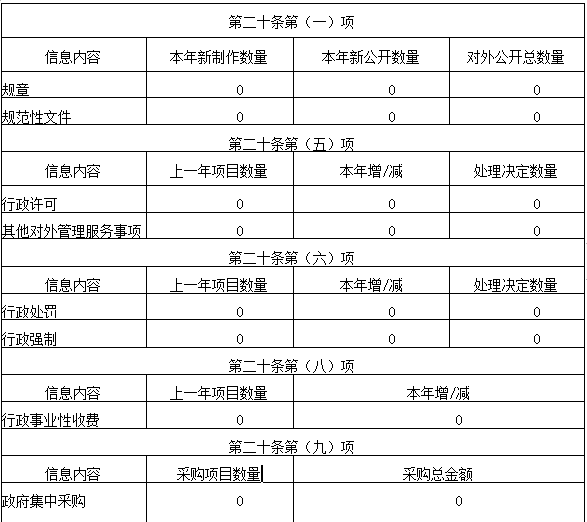 第二十条第（一）项
信息内容 本年新制作数量 本年新公开数量 对外公开总数量
规章 0 0 0
规范性文件 0 0 0
第二十条第（五）项
信息内容 上一年项目数量 本年增/减 处理决定数量
行政许可 0 0 0
其他对外管理服务事项 0 0 0
第二十条第（六）项
信息内容 上一年项目数量 本年增/减 处理决定数量
行政处罚 0 0 0
行政强制 0 0 0
第二十条第（八）项
信息内容 上一年项目数量 本年增/减
行政事业性收费 0 0
第二十条第（九）项
信息内容 采购项目数量 采购总金额
政府集中采购 0 0